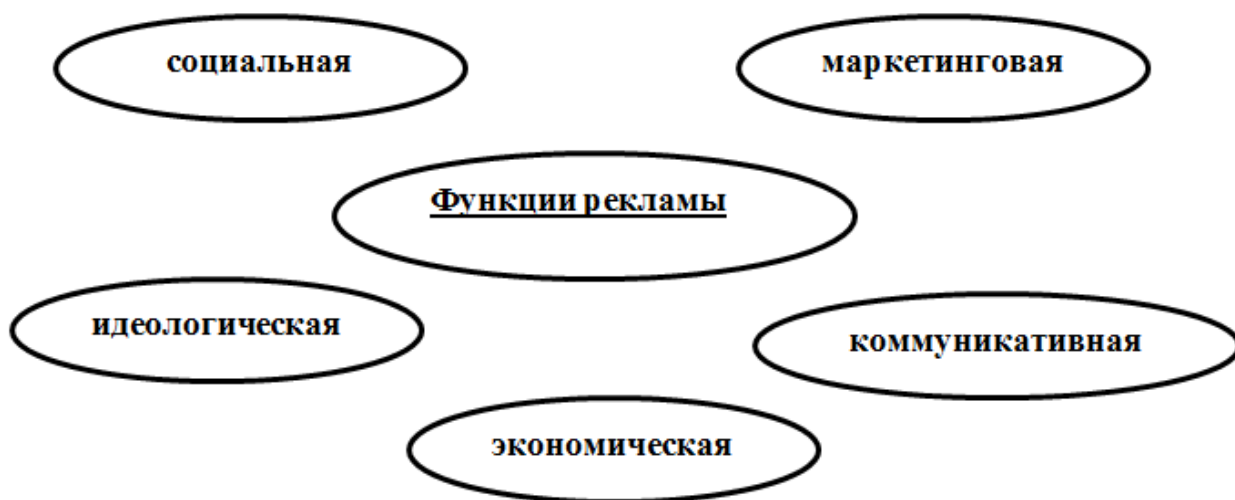 социальная
маркетинговая
Функции рекламы
идеологическая
коммуникативная
экономическая